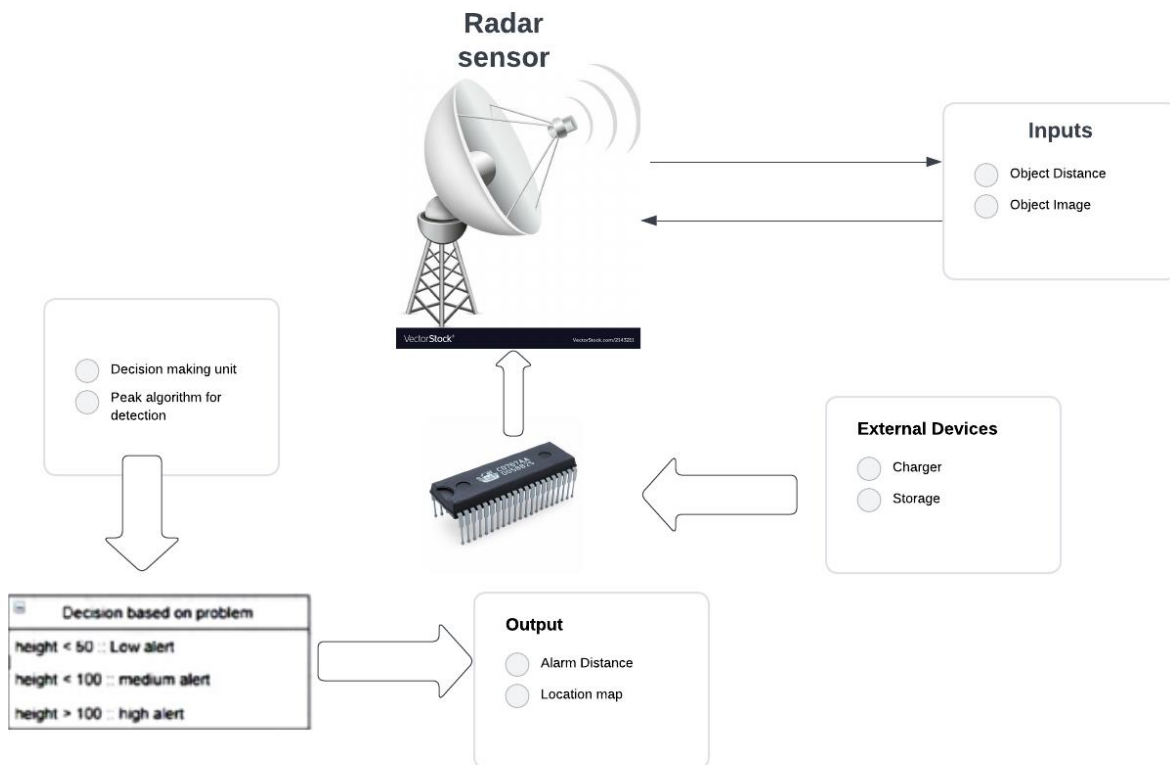 Radar
sensor
VectorStock®
VectorStock.com/2143251
Inputs
Object Distance
Object Image
Decision making unit
Peak algorithm for
detection
External Devices
Charger
Storage
Decision based on problem
height < 50 :: Low alert
height < 100 :: medium alert
height > 100 :: high alert
Output
Alarm Distance
Location map